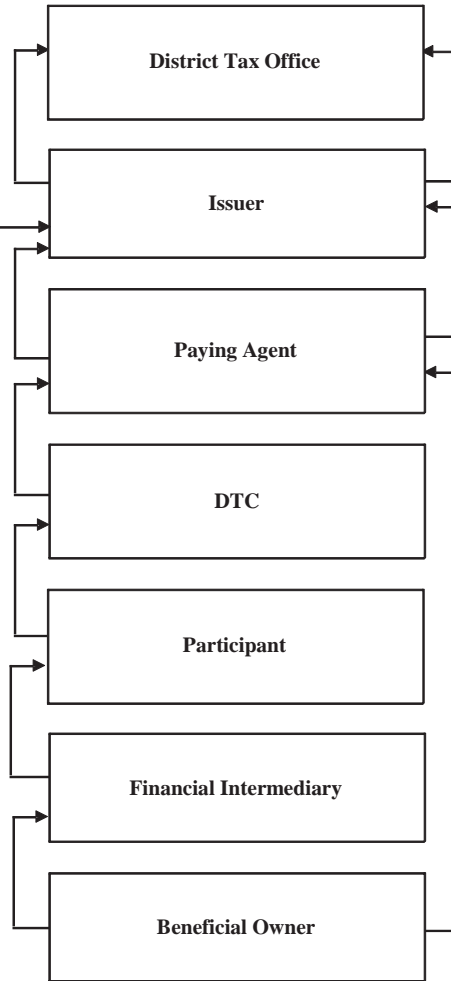 District Tax Office
Issuer
Paying Agent
DTC
Participant
Financial Intermediary
Beneficial Owner